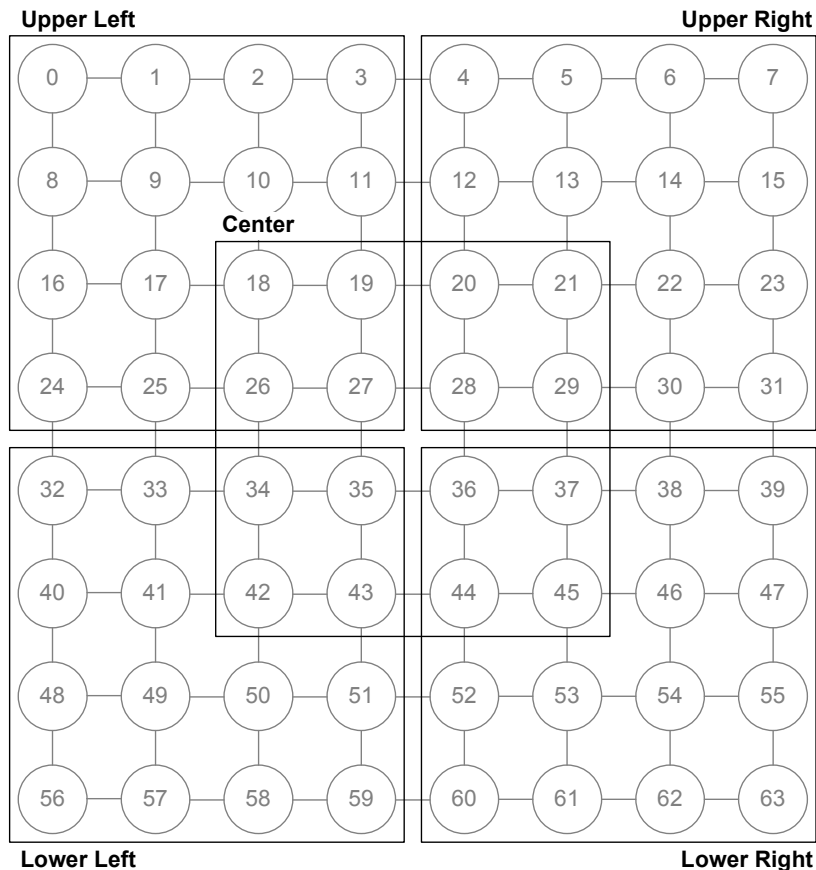 Upper Left Upper Right
0 1 2 3 4 5 6 7
8 9 10 11 12 13 14 15
Center
16 17 18 19 20 21 22 23
24 25 26 27 28 29 30 31
32 33 34 35 36 37 38 39
40 41 42 43 44 45 46 47
48 49 50 51 52 53 54 55
56 57 58 59 60 61 62 63
Lower Left Lower Right